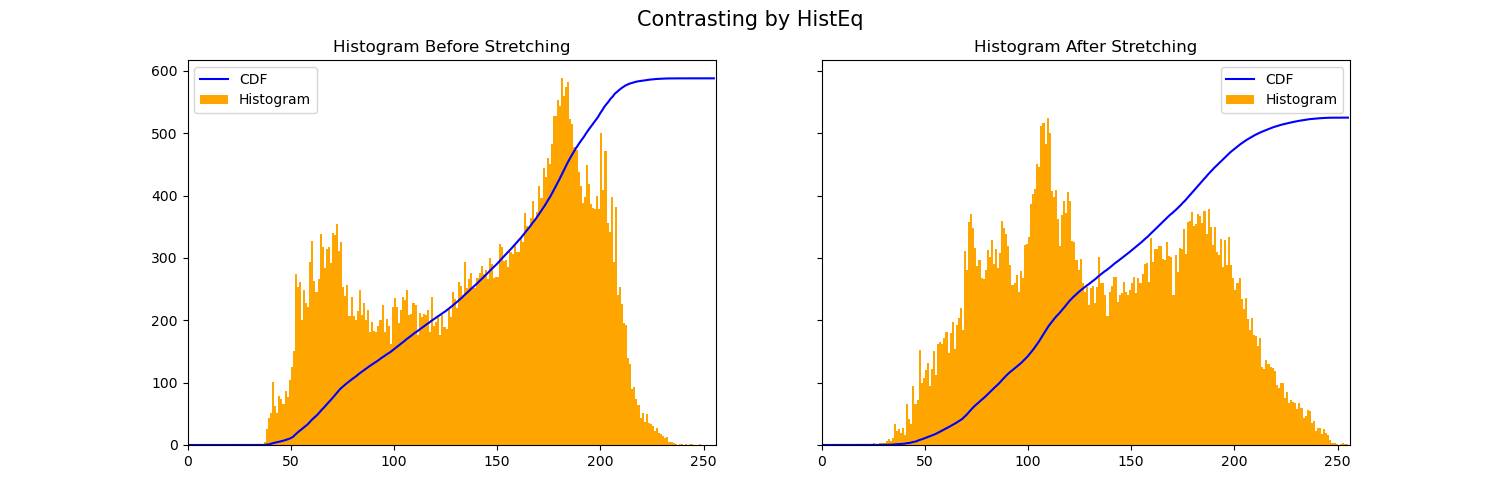 Contrasting by HistEq
Histogram Before Stretching
CDF
Histogram
600
500
400
300
200
100
0
0 50 100 150 200 250
Histogram After Stretching
CDF
Histogram
0 50 100 150 200 250